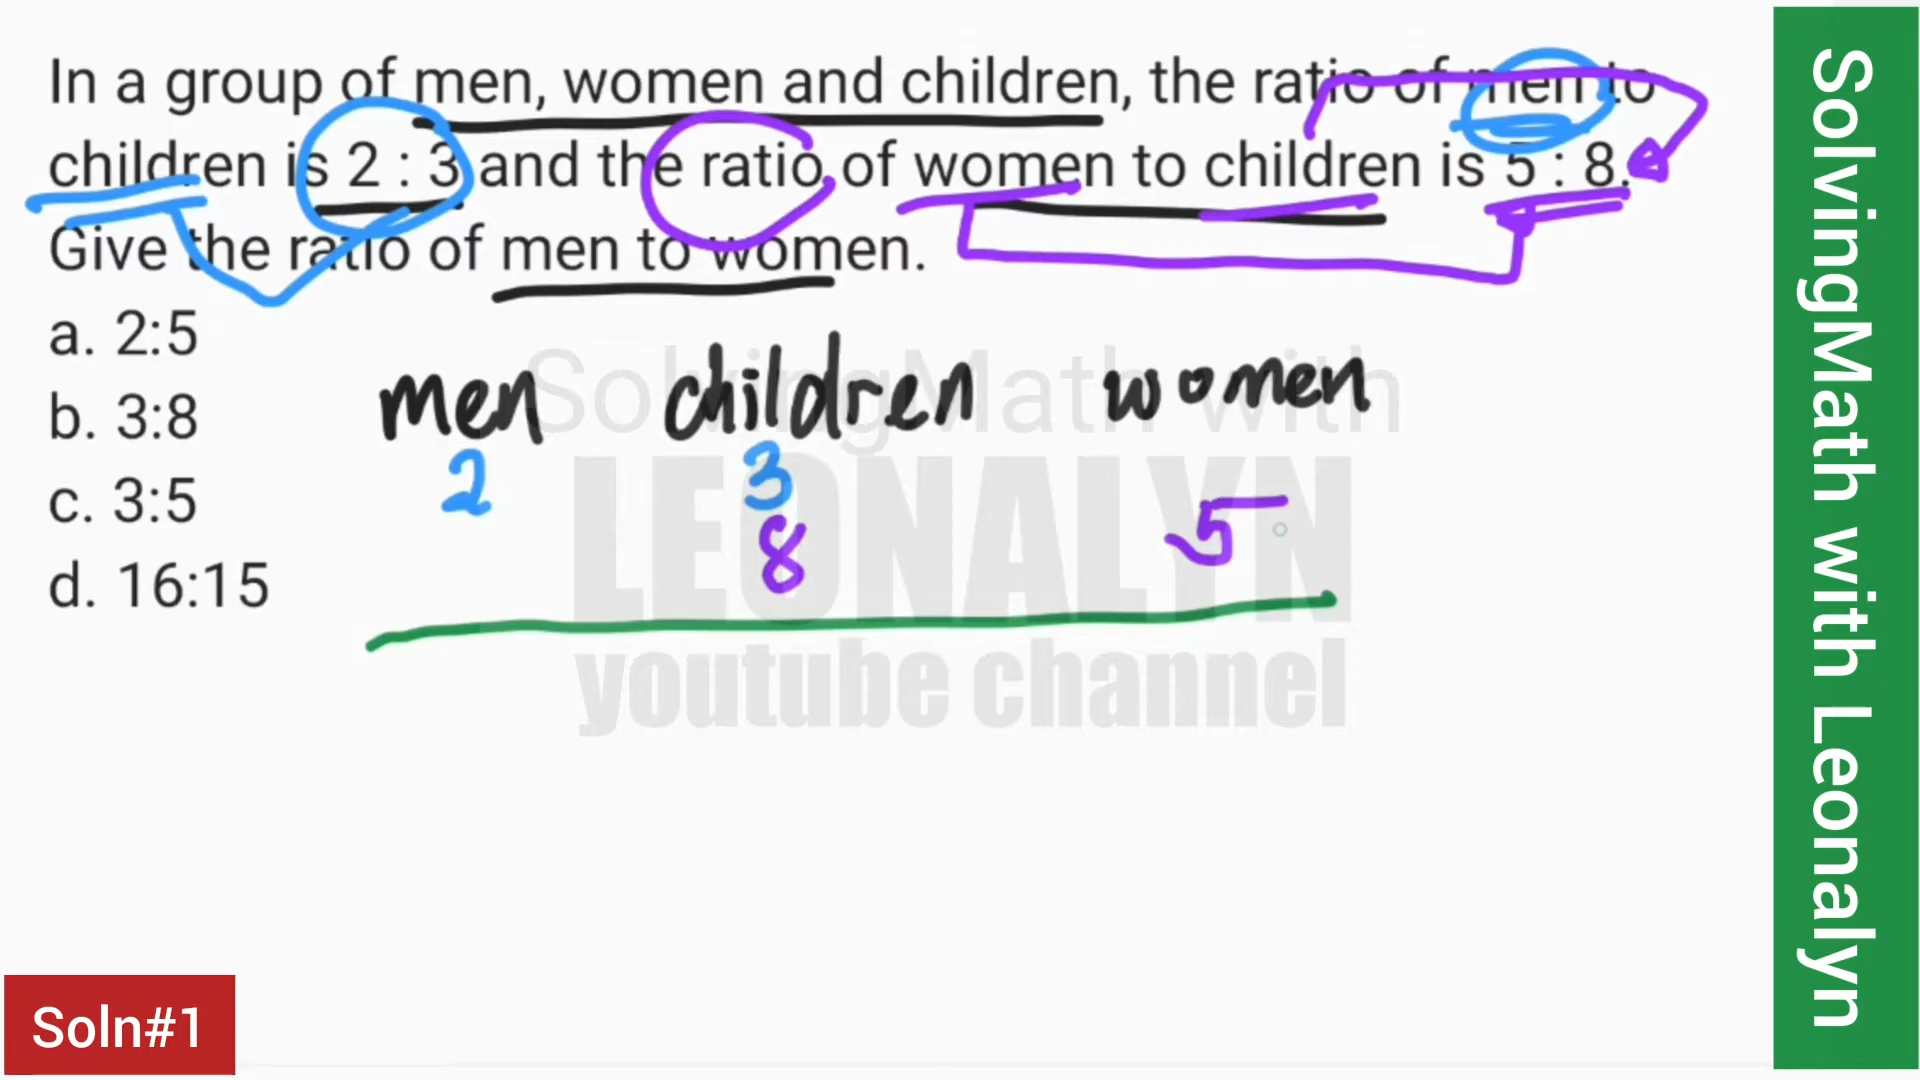 In a group of men, women and children, the ratio of men to
children is 2 : 3 and the ratio of women to children is 5 : 8.
Give the ratio of men to women.
a. 2:5
b. 3:8
c. 3:5
d. 16:15
men children women
2 3
8 5
SolvingMath with
LEONALYN
youtube channel
Soln#1
SolvingMath with Leonalyn